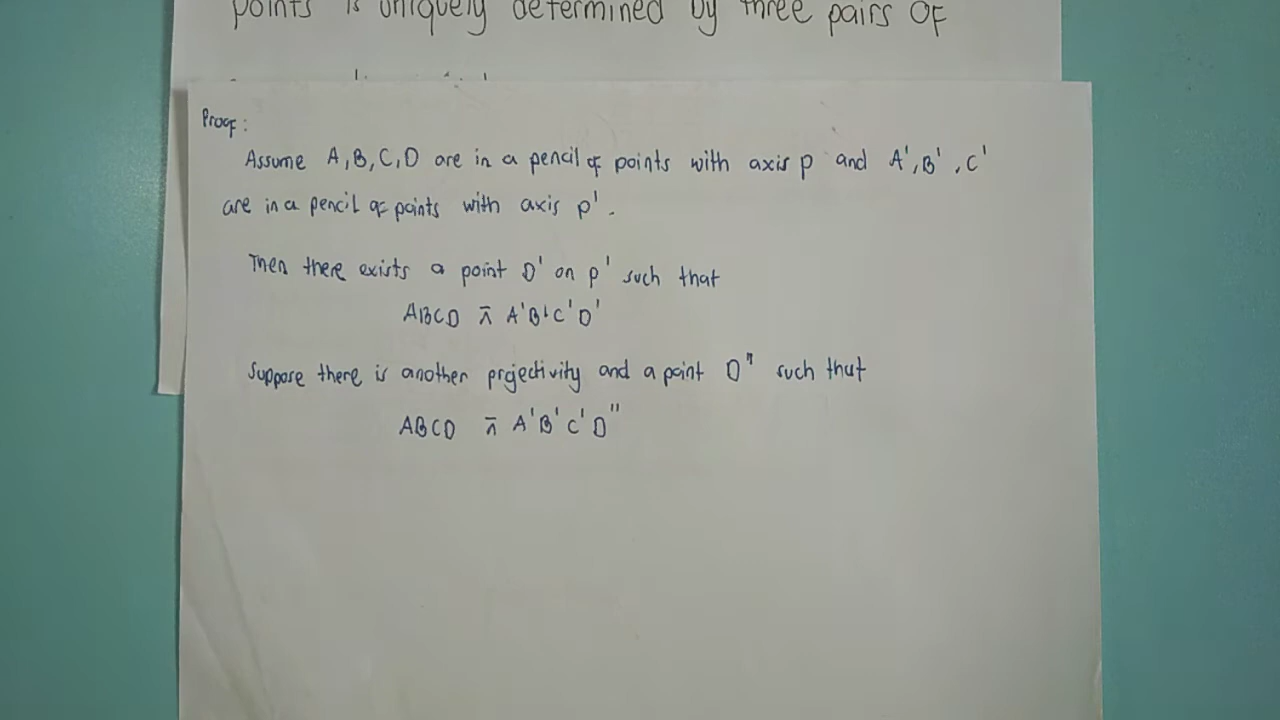 points is uniquely determined by three pairs of
Proof:
Assume A, B, C, D are in a pencil of points with axis p and A', B', C'
are in a pencil of points with axis p'.
Then there exists a point D' on p' such that
ABCD ⊼ A'B'C'D'
Suppose there is another projectivity and a point D" such that
ABCD ⊼ A'B'C'D"